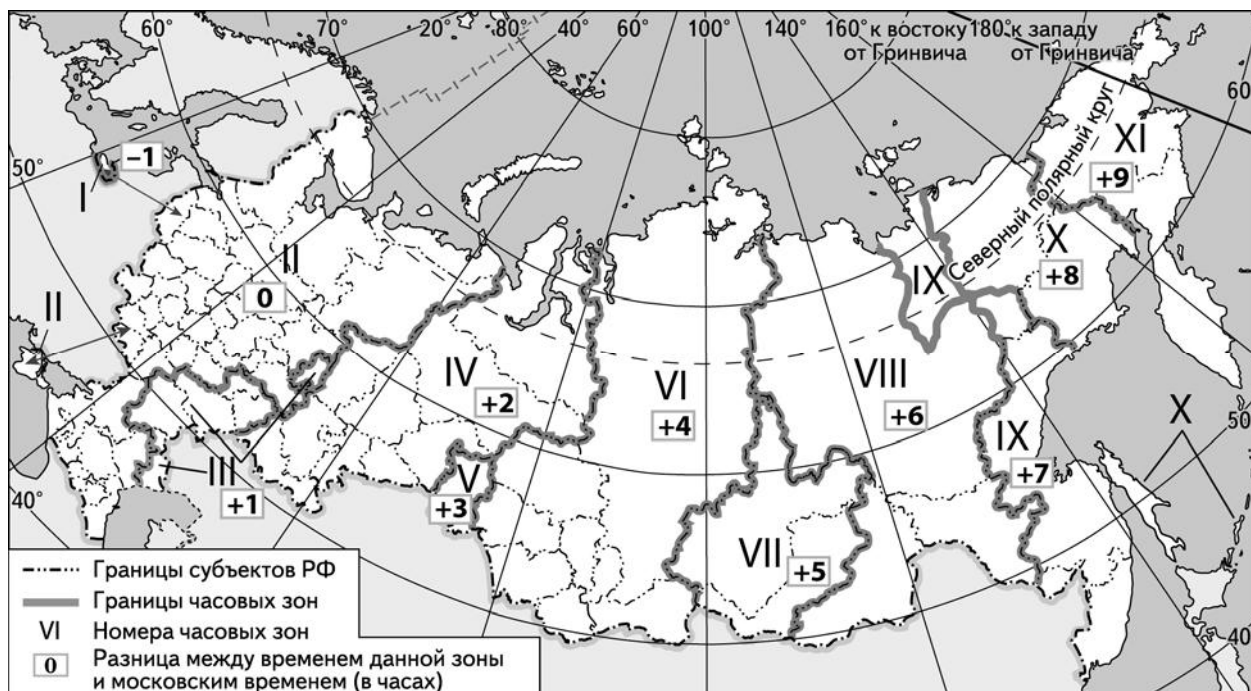 60° 70° 20° 80° 60° 80° 100° 140° 160° к востоку 180° к западу
от Гринвича от Гринвича
60°
50°
Северный полярный круг
–1
I
XI
+9
II
0
X
+8
IX
II
IV
+2
VI
+4
VIII
+6
X
50°
IX
+7
40°
III
+1
V
+3
VII
+5
40°
Границы субъектов РФ
Границы часовых зон
VI Номера часовых зон
0 Разница между временем данной зоны
и московским временем (в часах)